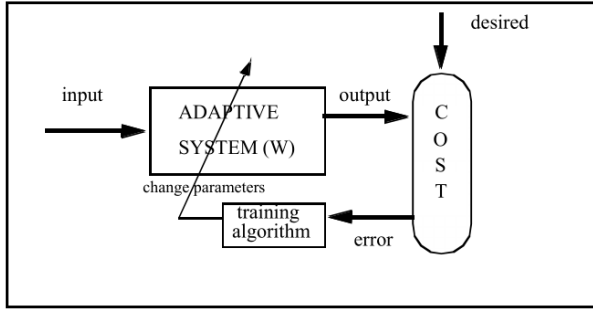 desired
input
ADAPTIVE
SYSTEM (W)
output
C
O
S
T
change parameters
training
algorithm
error